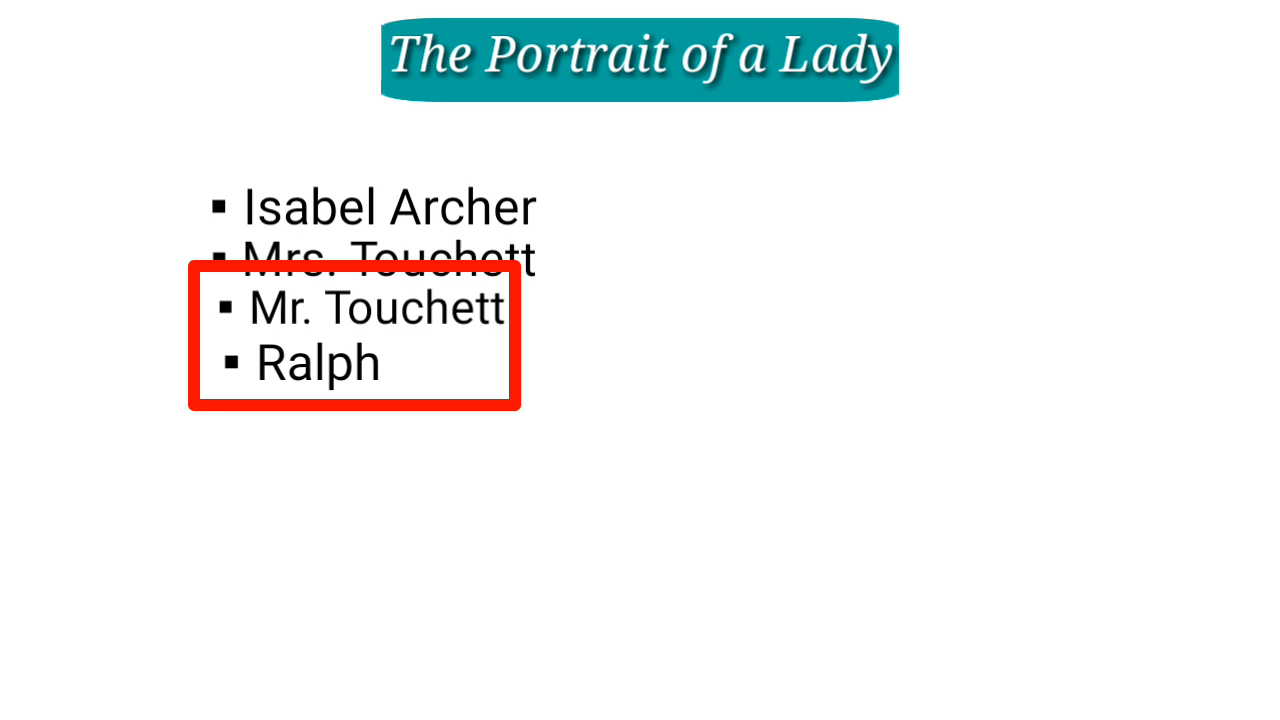 The Portrait of a Lady
▪ Isabel Archer
▪ Mrs. Touchett
▪ Mr. Touchett
▪ Ralph